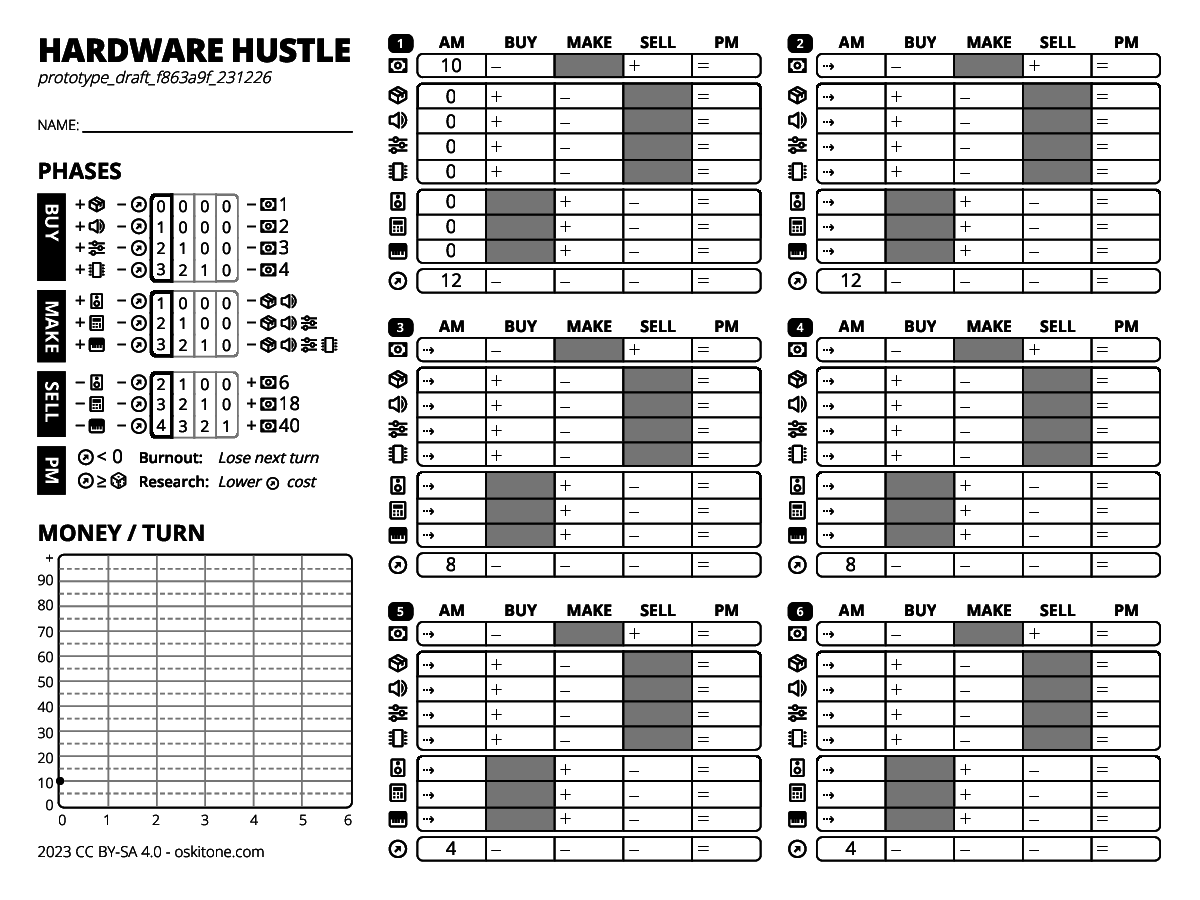 HARDWARE HUSTLE
prototype_draft_f863a9f_231226
NAME:
PHASES
BUY
+ − 0 0 0 0 − 1
+ − 1 0 0 0 − 2
+ − 2 1 0 0 − 3
+ − 3 2 1 0 − 4
MAKE
+ − 1 0 0 0 −
+ − 2 1 0 0 −
+ − 3 2 1 0 −
SELL
− − 2 1 0 0 + 6
− − 3 2 1 0 + 18
− − 4 3 2 1 + 40
PM
< 0 Burnout: Lose next turn
≥ Research: Lower cost
MONEY / TURN
+
90
80
70
60
50
40
30
20
10
0
0 1 2 3 4 5 6
2023 CC BY-SA 4.0 - oskitone.com
1 AM BUY MAKE SELL PM
10 − + =
0 + − =
0 + − =
0 + − =
0 + − =
0 + − =
0 + − =
0 + − =
12 − − − =
2 AM BUY MAKE SELL PM
⇢ − + =
⇢ + − =
⇢ + − =
⇢ + − =
⇢ + − =
⇢ + − =
⇢ + − =
⇢ + − =
12 − − − =
3 AM BUY MAKE SELL PM
⇢ − + =
⇢ + − =
⇢ + − =
⇢ + − =
⇢ + − =
⇢ + − =
⇢ + − =
⇢ + − =
8 − − − =
4 AM BUY MAKE SELL PM
⇢ − + =
⇢ + − =
⇢ + − =
⇢ + − =
⇢ + − =
⇢ + − =
⇢ + − =
⇢ + − =
8 − − − =
5 AM BUY MAKE SELL PM
⇢ − + =
⇢ + − =
⇢ + − =
⇢ + − =
⇢ + − =
⇢ + − =
⇢ + − =
⇢ + − =
4 − − − =
6 AM BUY MAKE SELL PM
⇢ − + =
⇢ + − =
⇢ + − =
⇢ + − =
⇢ + − =
⇢ + − =
⇢ + − =
⇢ + − =
4 − − − =